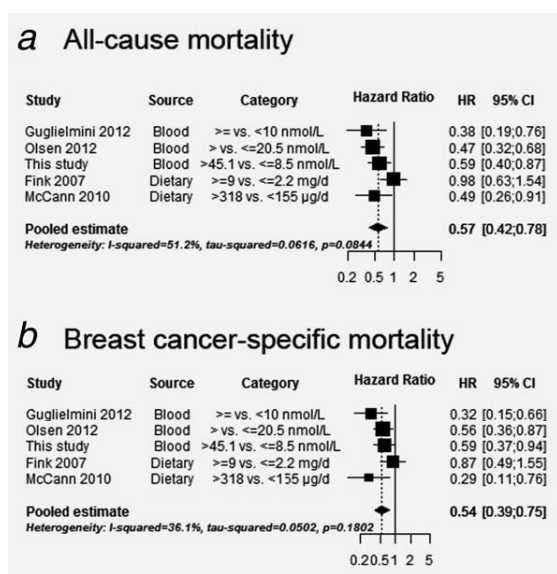 a All-cause mortality
Study Source Category Hazard Ratio HR 95% CI
Guglielmini 2012 Blood >= vs. <10 nmol/L 0.38 [0.19;0.76]
Olsen 2012 Blood > vs. <=20.5 nmol/L 0.47 [0.32;0.68]
This study Blood >45.1 vs. <=8.5 nmol/L 0.59 [0.40;0.87]
Fink 2007 Dietary >=9 vs. <=2.2 mg/d 0.98 [0.63;1.54]
McCann 2010 Dietary >318 vs. <155 µg/d 0.49 [0.26;0.91]
Pooled estimate 0.57 [0.42;0.78]
Heterogeneity: I-squared=51.2%, tau-squared=0.0616, p=0.0844
0.2 0.5 1 2 5
b Breast cancer-specific mortality
Study Source Category Hazard Ratio HR 95% CI
Guglielmini 2012 Blood >= vs. <10 nmol/L 0.32 [0.15;0.66]
Olsen 2012 Blood > vs. <=20.5 nmol/L 0.56 [0.36;0.87]
This study Blood >45.1 vs. <=8.5 nmol/L 0.59 [0.37;0.94]
Fink 2007 Dietary >=9 vs. <=2.2 mg/d 0.87 [0.49;1.55]
McCann 2010 Dietary >318 vs. <155 µg/d 0.29 [0.11;0.76]
Pooled estimate 0.54 [0.39;0.75]
Heterogeneity: I-squared=36.1%, tau-squared=0.0502, p=0.1802
0.2 0.5 1 2 5